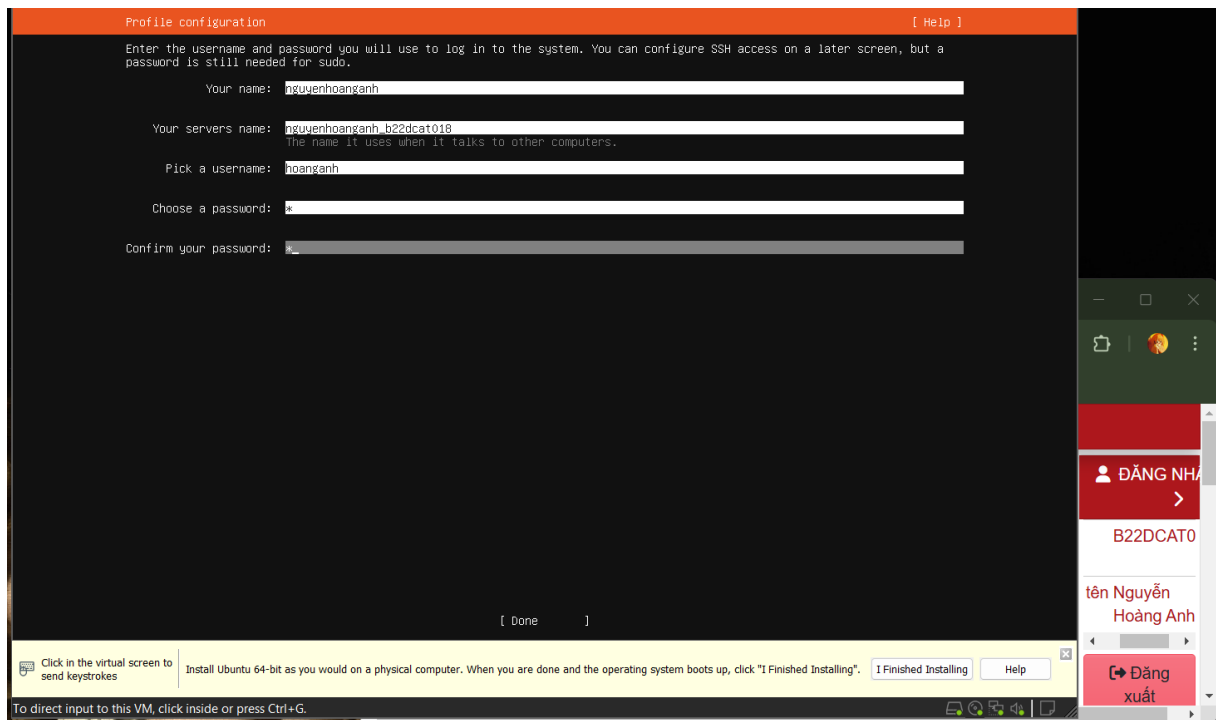 Profile configuration [ Help ]
Enter the username and password you will use to log in to the system. You can configure SSH access on a later screen, but a
password is still needed for sudo.
Your name: nguyenhoanganh
Your servers name: nguyenhoanganh_b22dcat018
The name it uses when it talks to other computers.
Pick a username: hoanganh
Choose a password: *
Confirm your password: *_
[ Done ]
Click in the virtual screen to
send keystrokes
Install Ubuntu 64-bit as you would on a physical computer. When you are done and the operating system boots up, click "I Finished Installing".
I Finished Installing
Help
To direct input to this VM, click inside or press Ctrl+G.
ĐĂNG NHẬ
B22DCAT0
tên Nguyễn
Hoàng Anh
Đăng
xuất